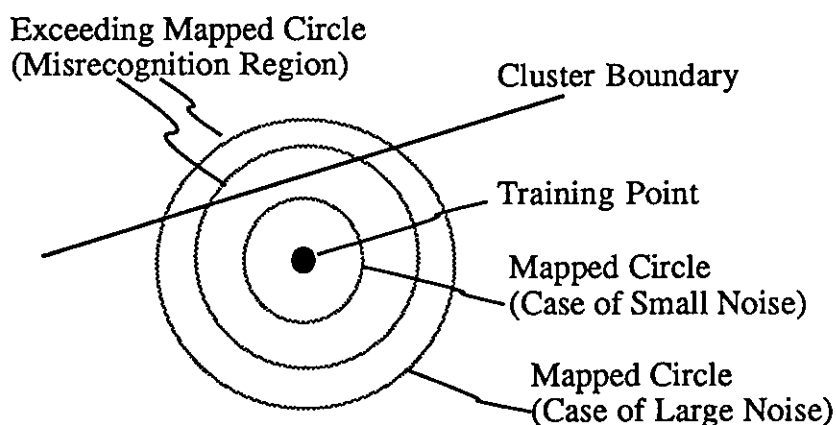 Exceeding Mapped Circle
(Misrecognition Region)
Cluster Boundary
Training Point
Mapped Circle
(Case of Small Noise)
Mapped Circle
(Case of Large Noise)